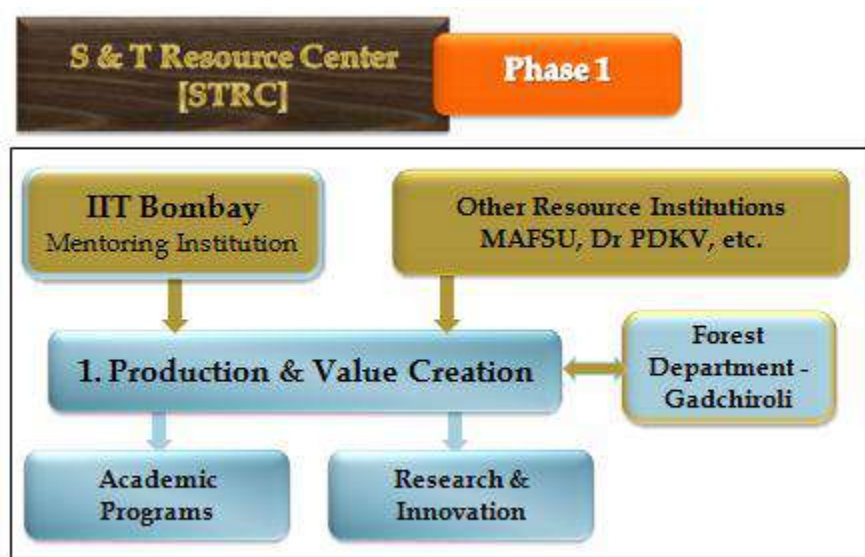 S & T Resource Center
[STRC]
Phase 1
IIT Bombay
Mentoring Institution
Other Resource Institutions
MAFSU, Dr PDKV, etc.
1. Production & Value Creation
Forest
Department -
Gadchiroli
Academic
Programs
Research &
Innovation